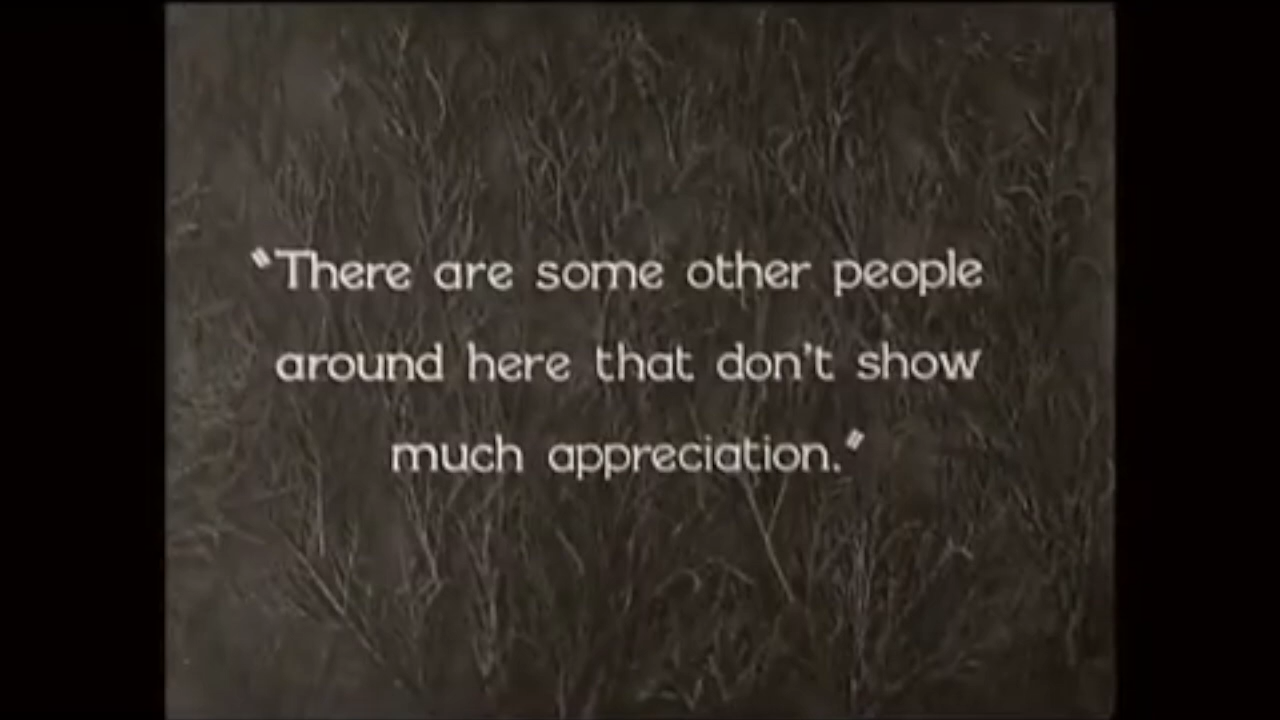 "There are some other people
around here that don't show
much appreciation."